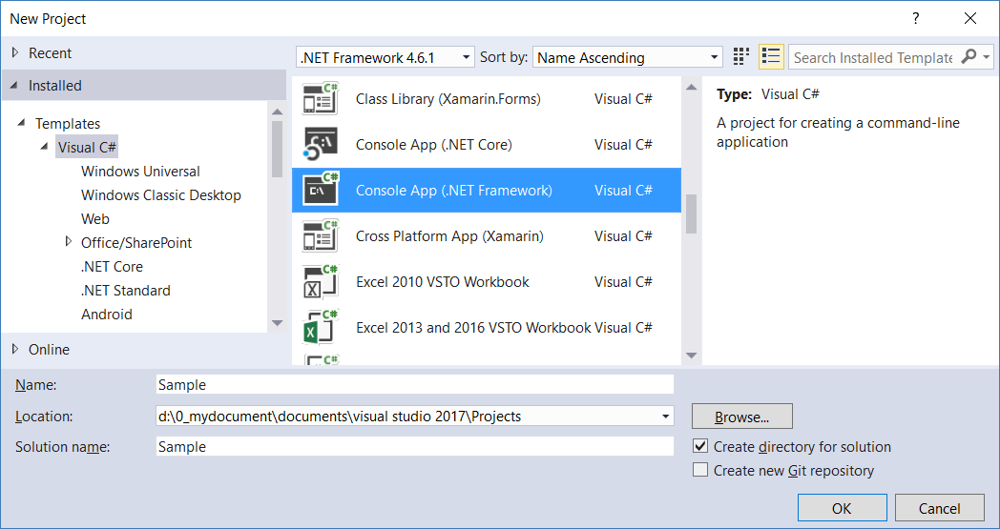 New Project
?
Recent
.NET Framework 4.6.1 Sort by: Name Ascending Search Installed Template
Installed
Templates
Visual C#
Windows Universal
Windows Classic Desktop
Web
Office/SharePoint
.NET Core
.NET Standard
Android
Online
C# Class Library (Xamarin.Forms) Visual C#
C:\ Console App (.NET Core) Visual C#
C# C:\ Console App (.NET Framework) Visual C#
C# Cross Platform App (Xamarin) Visual C#
C# X Excel 2010 VSTO Workbook Visual C#
C# X Excel 2013 and 2016 VSTO Workbook Visual C#
C#
Type: Visual C#
A project for creating a command-line
application
Name: Sample
Location: d:\0_mydocument\documents\visual studio 2017\Projects Browse...
Solution name: Sample
Create directory for solution
Create new Git repository
OK Cancel